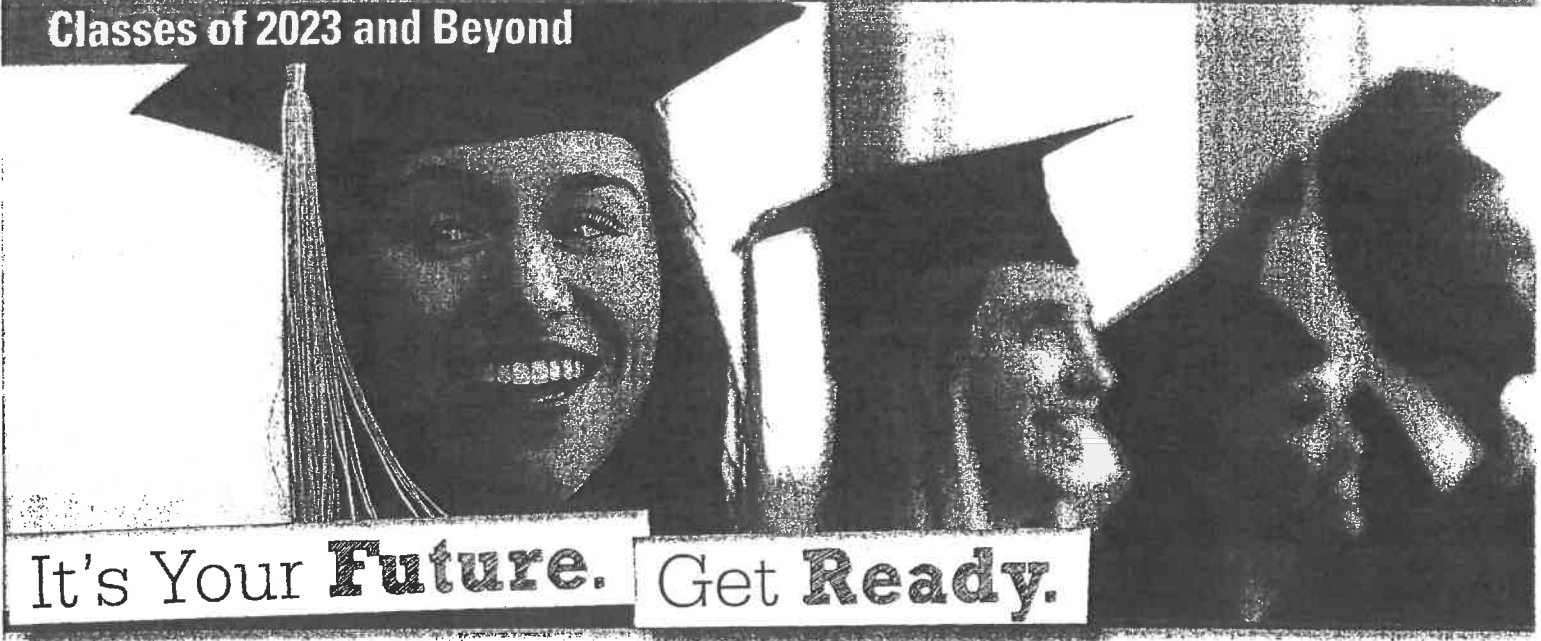 Classes of 2023 and Beyond
It's Your Future. Get Ready.